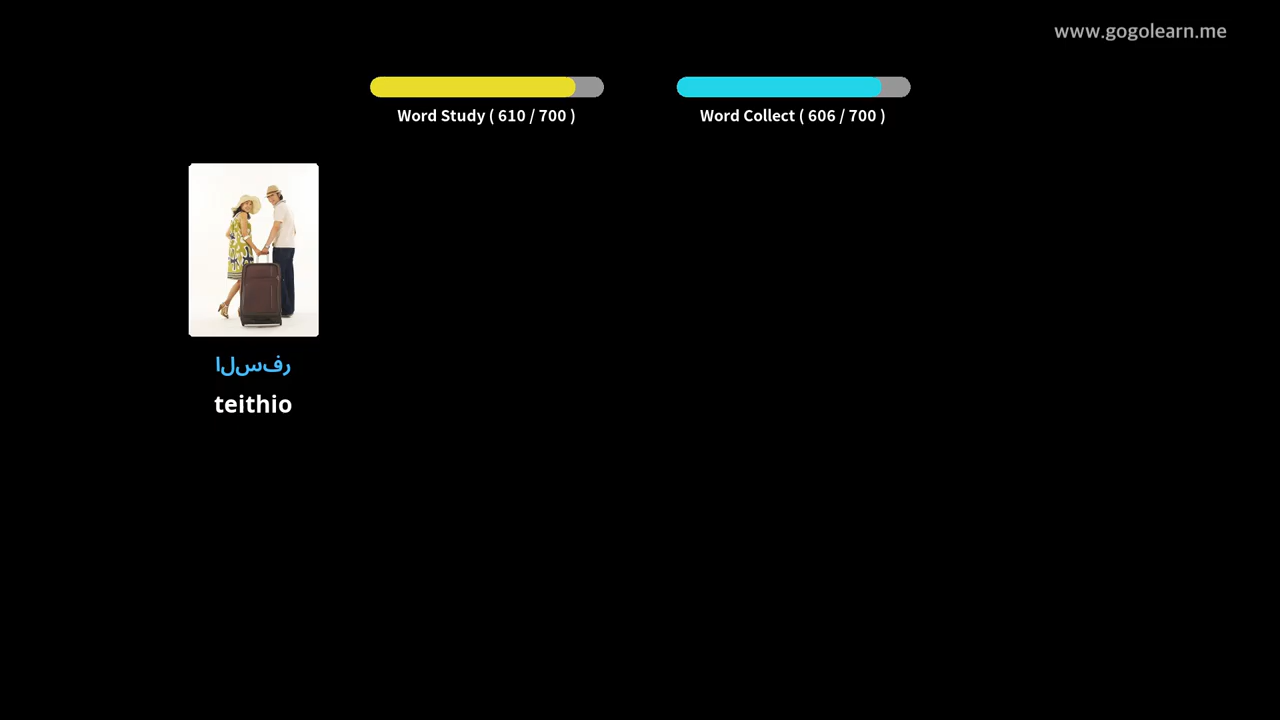 www.gogolearn.me
Word Study ( 610 / 700 )
Word Collect ( 606 / 700 )
السفر
teithio